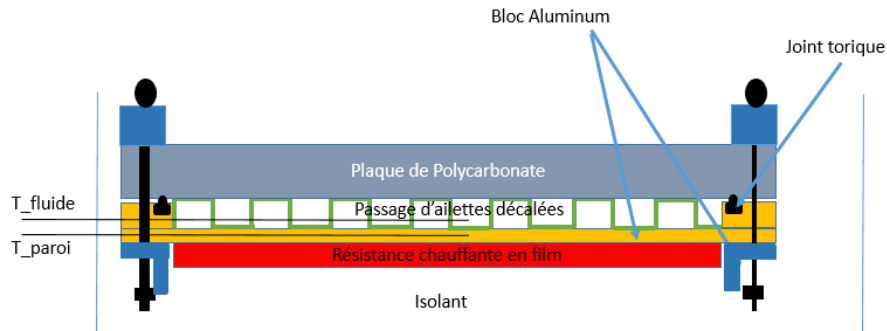 Bloc Aluminum
Joint torique
Plaque de Polycarbonate
T_fluide
Passage d'ailettes décalées
T_paroi
Résistance chauffante en film
Isolant